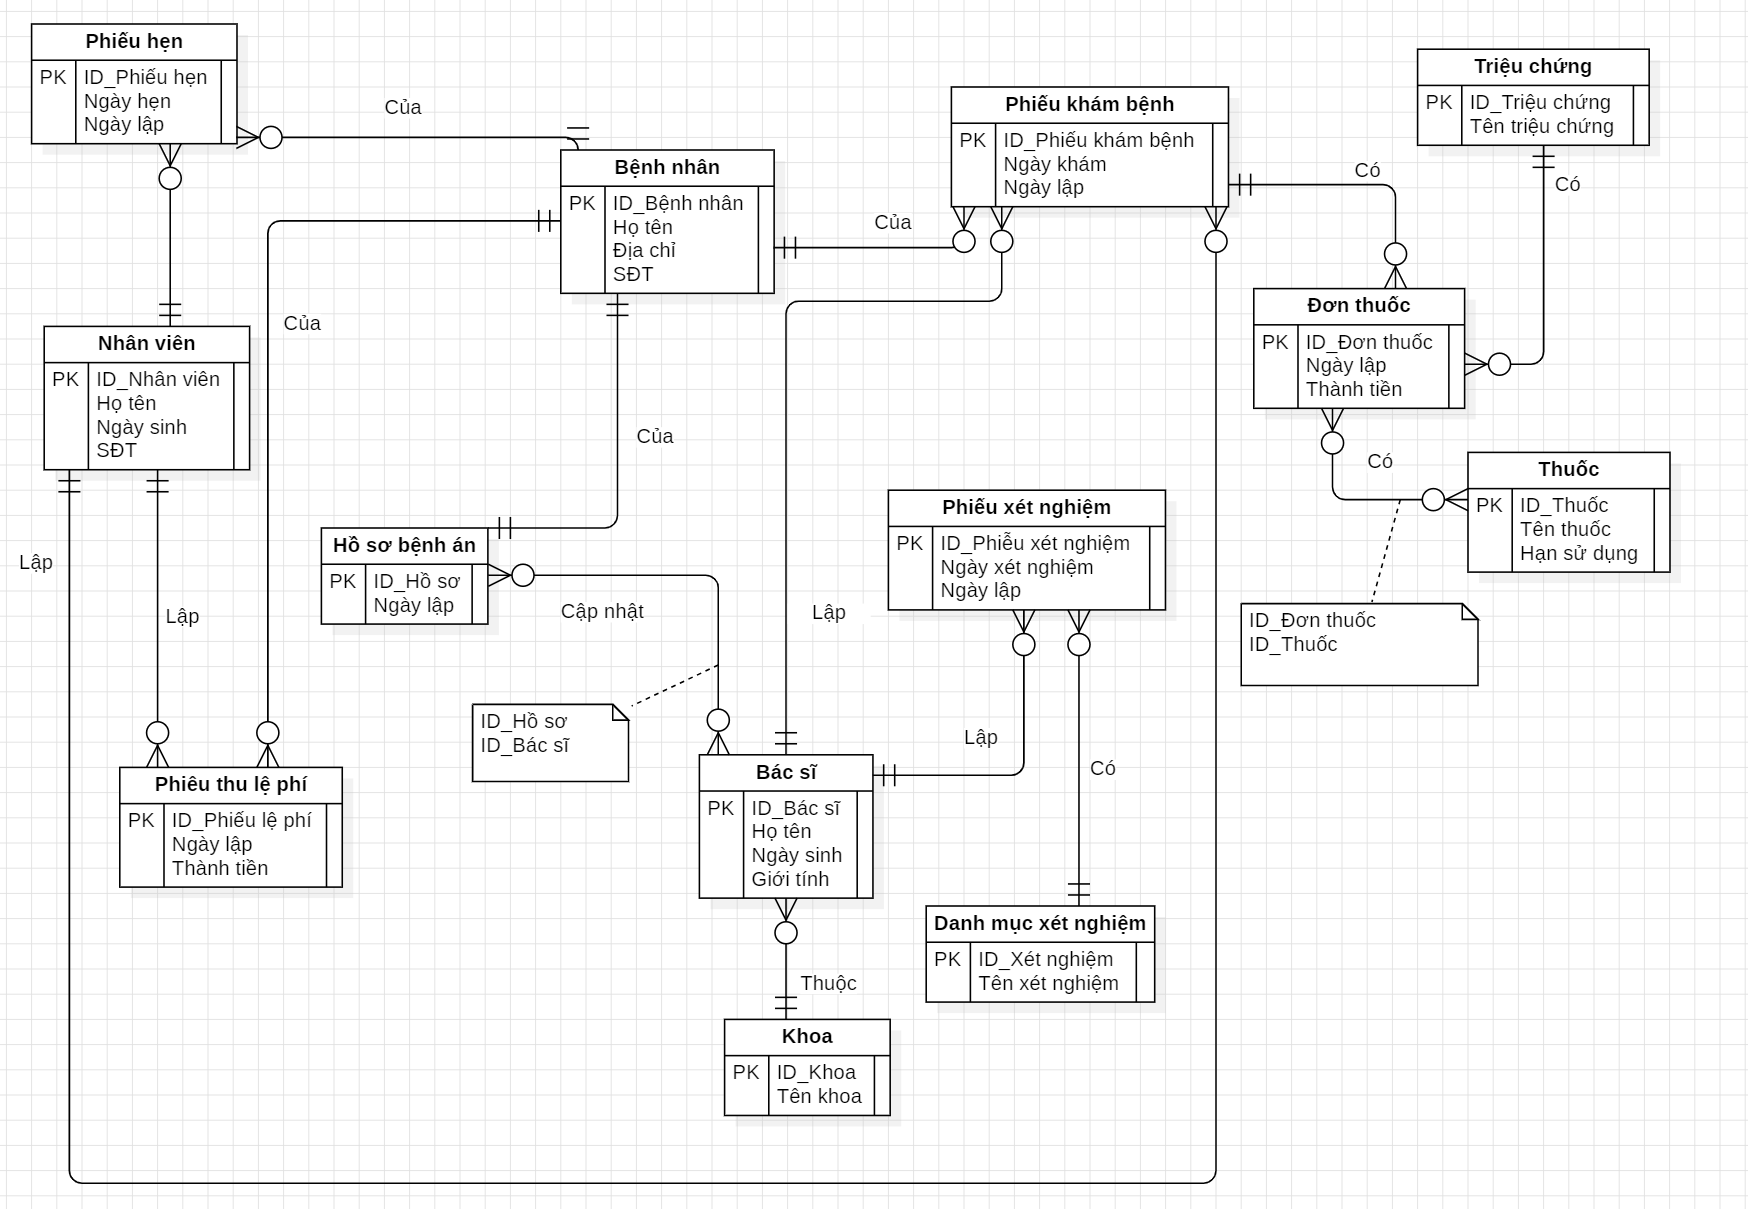 Phiếu hẹn
PK
ID_Phiếu hẹn
Ngày hẹn
Ngày lập
Của
Phiếu khám bệnh
PK
ID_Phiếu khám bệnh
Ngày khám
Ngày lập
Triệu chứng
PK
ID_Triệu chứng
Tên triệu chứng
Có
Có
Bệnh nhân
PK
ID_Bệnh nhân
Họ tên
Địa chỉ
SĐT
Của
Đơn thuốc
PK
ID_Đơn thuốc
Ngày lập
Thành tiền
Nhân viên
PK
ID_Nhân viên
Họ tên
Ngày sinh
SĐT
Của
Của
Có
Thuốc
PK
ID_Thuốc
Tên thuốc
Hạn sử dụng
Phiếu xét nghiệm
PK
ID_Phiễu xét nghiệm
Ngày xét nghiệm
Ngày lập
Hồ sơ bệnh án
PK
ID_Hồ sơ
Ngày lập
Lập
Lập
Cập nhật
Lập
ID_Đơn thuốc
ID_Thuốc
ID_Hồ sơ
ID_Bác sĩ
Lập
Có
Phiêu thu lệ phí
PK
ID_Phiếu lệ phí
Ngày lập
Thành tiền
Bác sĩ
PK
ID_Bác sĩ
Họ tên
Ngày sinh
Giới tính
Danh mục xét nghiệm
PK
ID_Xét nghiệm
Tên xét nghiệm
Thuộc
Khoa
PK
ID_Khoa
Tên khoa